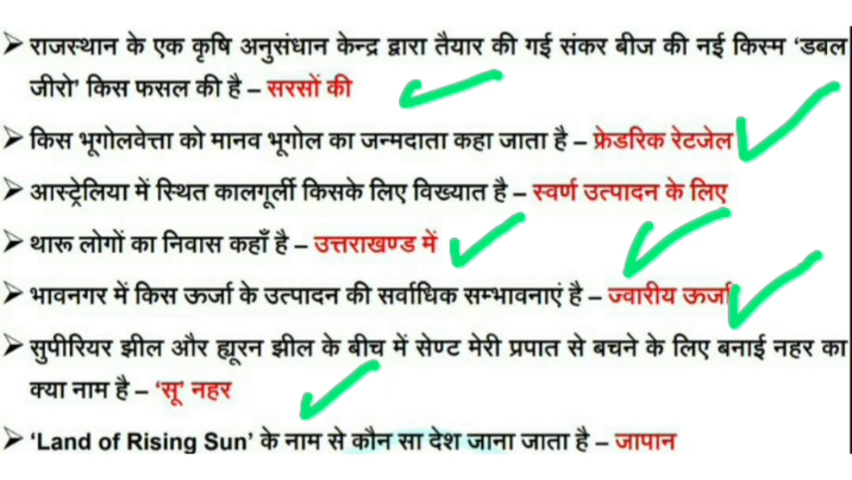 ➤ राजस्थान के एक कृषि अनुसंधान केन्द्र द्वारा तैयार की गई संकर बीज की नई किस्म ‘डबल
जीरो’ किस फसल की है – सरसों की
➤ किस भूगोलवेत्ता को मानव भूगोल का जन्मदाता कहा जाता है – फ्रेडरिक रेटजेल
➤ आस्ट्रेलिया में स्थित कालगूर्ली किसके लिए विख्यात है – स्वर्ण उत्पादन के लिए
➤ थारू लोगों का निवास कहाँ है – उत्तराखण्ड में
➤ भावनगर में किस ऊर्जा के उत्पादन की सर्वाधिक सम्भावनाएं है – ज्वारीय ऊर्जा
➤ सुपीरियर झील और ह्यूरन झील के बीच में सेण्ट मेरी प्रपात से बचने के लिए बनाई नहर का
क्या नाम है – ‘सू’ नहर
➤ ‘Land of Rising Sun’ के नाम से कौन सा देश जाना जाता है – जापान